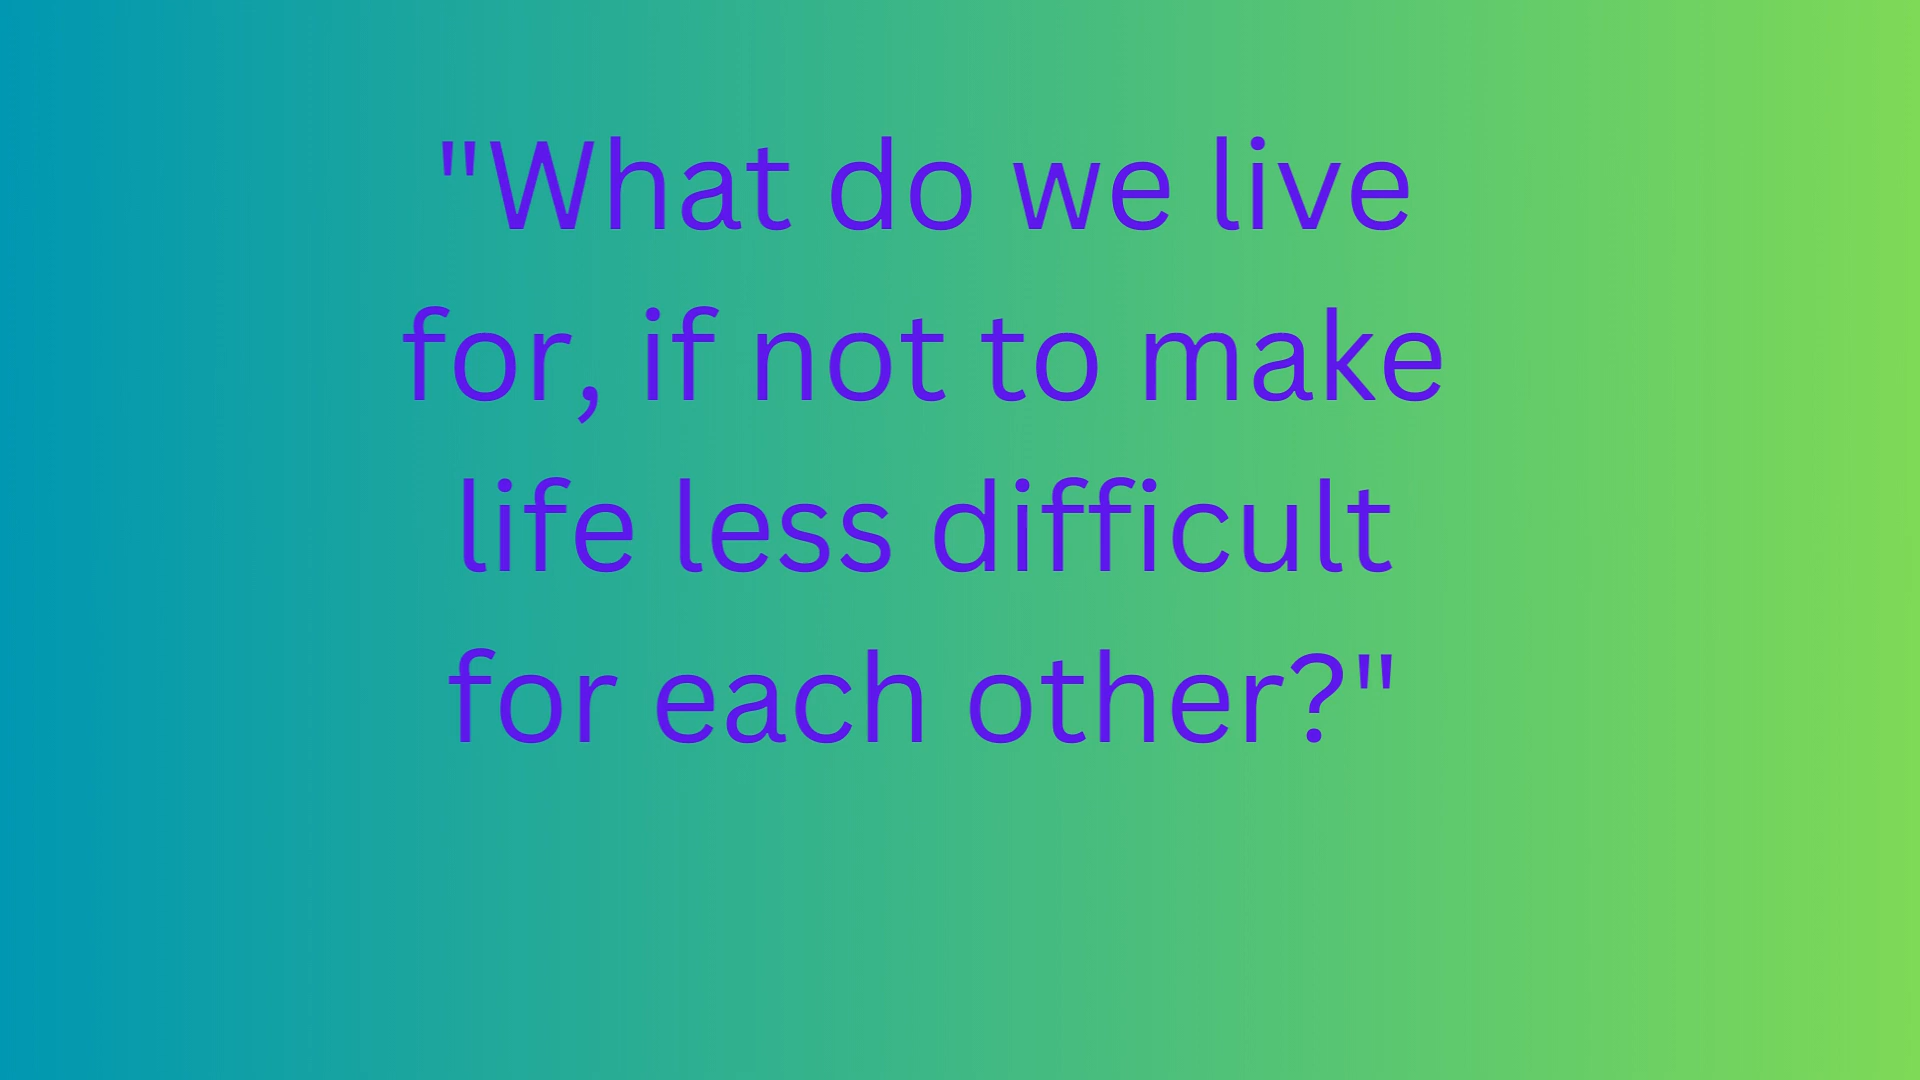 "What do we live
for, if not to make
life less difficult
for each other?"